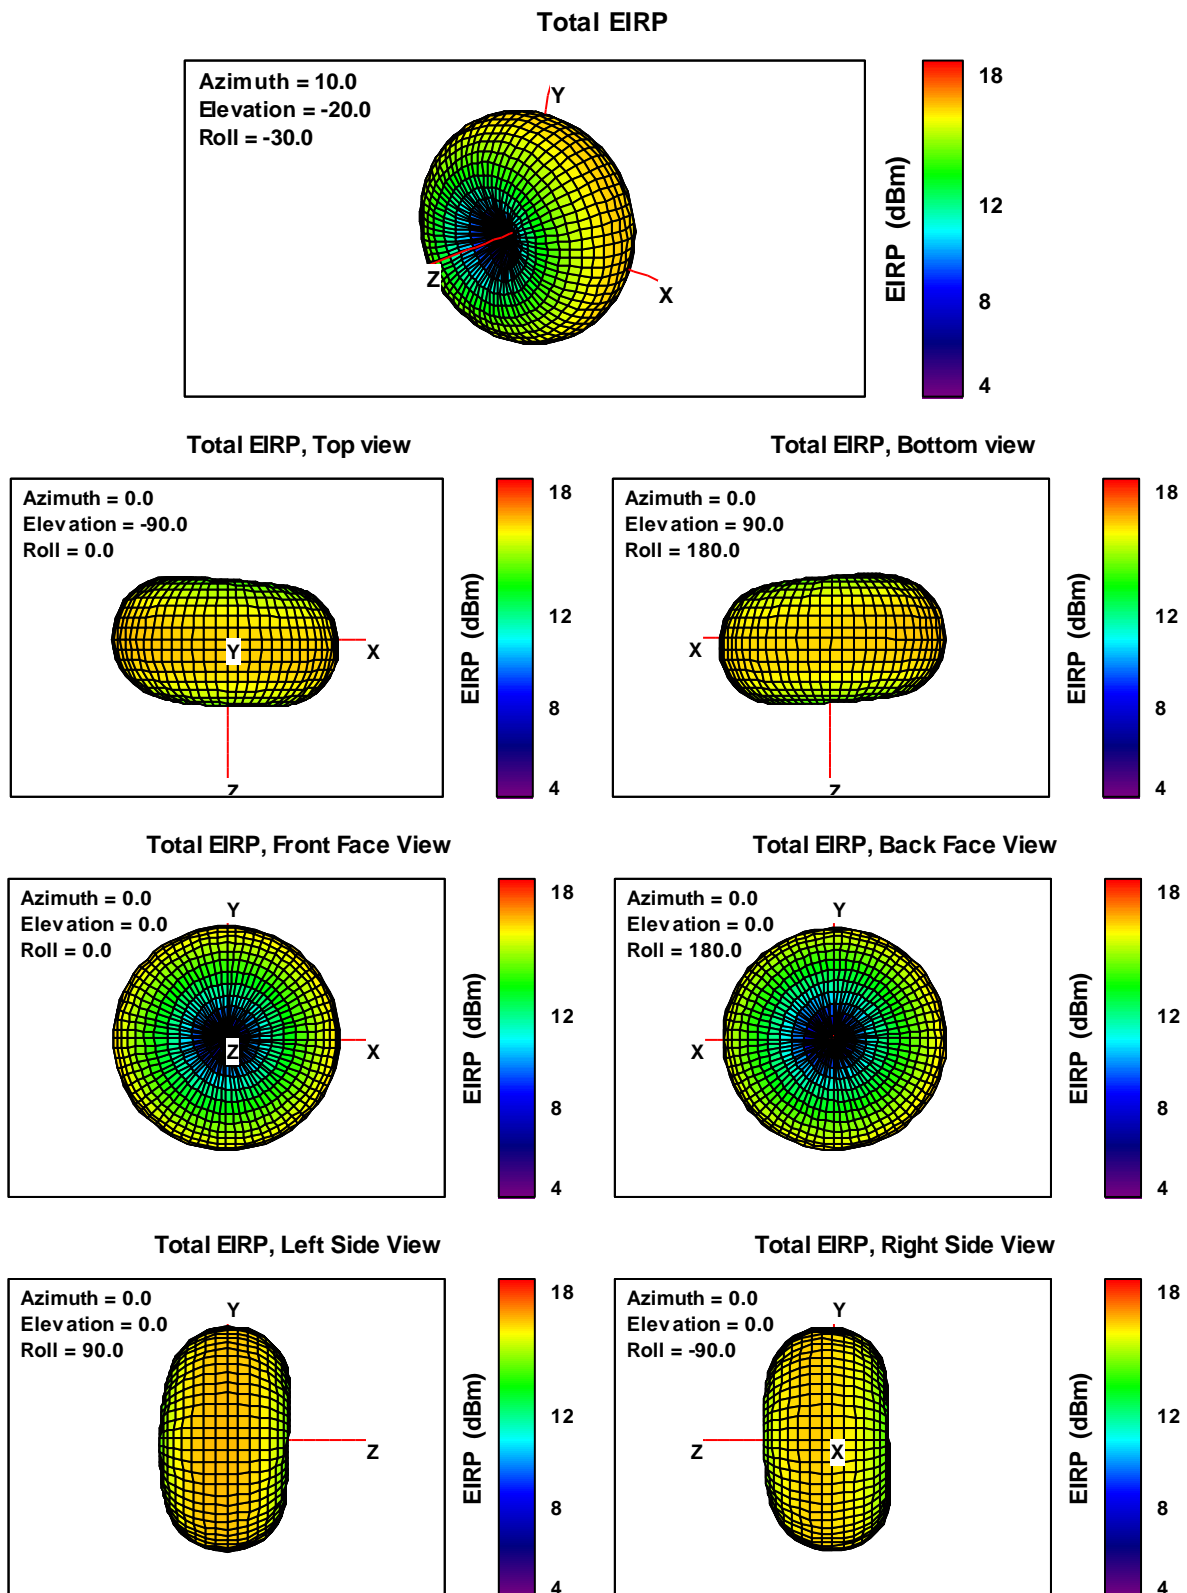 Total EIRP
Azimuth = 10.0
Elevation = -20.0
Roll = -30.0
Y
Z
X
18
12
8
4
EIRP (dBm)
Total EIRP, Top view
Azimuth = 0.0
Elevation = -90.0
Roll = 0.0
Y
X
Z
18
12
8
4
EIRP (dBm)
Total EIRP, Bottom view
Azimuth = 0.0
Elevation = 90.0
Roll = 180.0
X
Z
18
12
8
4
EIRP (dBm)
Total EIRP, Front Face View
Azimuth = 0.0
Elevation = 0.0
Roll = 0.0
Y
Z
X
18
12
8
4
EIRP (dBm)
Total EIRP, Back Face View
Azimuth = 0.0
Elevation = 0.0
Roll = 180.0
Y
X
18
12
8
4
EIRP (dBm)
Total EIRP, Left Side View
Azimuth = 0.0
Elevation = 0.0
Roll = 90.0
Y
Z
18
12
8
4
EIRP (dBm)
Total EIRP, Right Side View
Azimuth = 0.0
Elevation = 0.0
Roll = -90.0
Y
Z
X
18
12
8
4
EIRP (dBm)